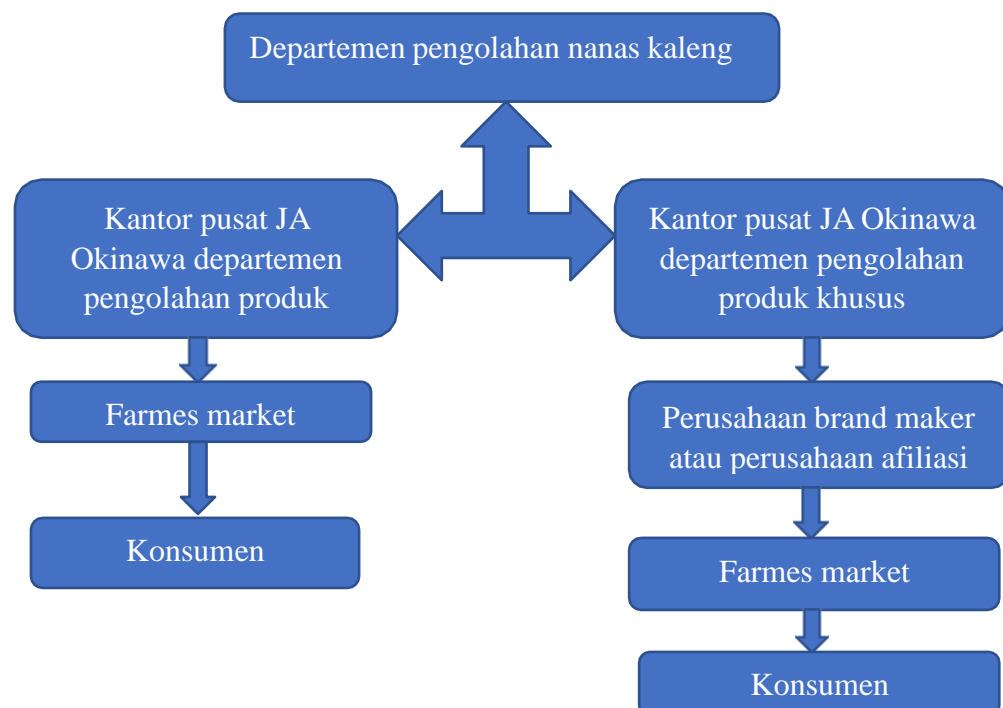 Departemen pengolahan nanas kaleng
Kantor pusat JA
Okinawa departemen
pengolahan produk
Farmes market
Konsumen
Kantor pusat JA Okinawa
departemen pengolahan
produk khusus
Perusahaan brand maker
atau perusahaan afiliasi
Farmes market
Konsumen